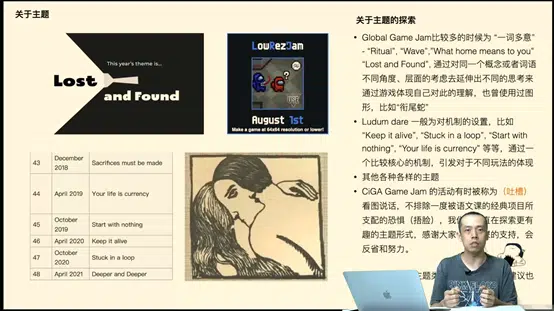 关于主题
This year's theme is...
Lost
and Found
LowRezJam
August 1st
Make a game at 64x64 resolution or lower!
43 December 2018 Sacrifices must be made
44 April 2019 Your life is currency
45 October 2019 Start with nothing
46 April 2020 Keep it alive
47 October 2020 Stuck in a loop
48 April 2021 Deeper and Deeper
关于主题的探索
• Global Game Jam比较多的时候为 “一词多意”
- "Ritual", "Wave","What home means to you"
"Lost and Found", 通过对同一个概念或者词语
不同角度、层面的考虑去延伸出不同的思考来
通过游戏体现自己对此的理解，也曾使用过图
形，比如“衔尾蛇”
• Ludum dare 一般为对机制的设置，比如
"Keep it alive", "Stuck in a loop", "Start with
nothing", "Your life is currency" 等等，通过一
个比较核心的机制，引发对于不同玩法的体现
• 其他各种各样的主题
• CiGA Game Jam 的活动有时被称为（吐槽）
看图说话，不排除一度被语文课的经典项目所
支配的恐惧（捂脸），我们
直在探索更有
趣的主题形式，感谢大
的支持，会
反省和努力。
主题
建议也